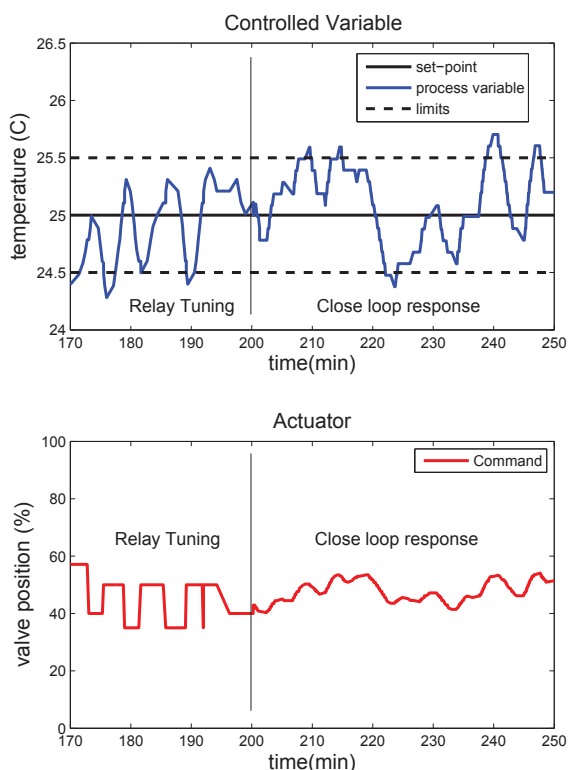 Controlled Variable
26.5
26
25.5
25
24.5
24
temperature (C)
set-point
process variable
limits
Relay Tuning
Close loop response
170 180 190 200 210 220 230 240 250
time(min)
Actuator
100
80
60
40
20
0
valve position (%)
Command
Relay Tuning
Close loop response
170 180 190 200 210 220 230 240 250
time(min)